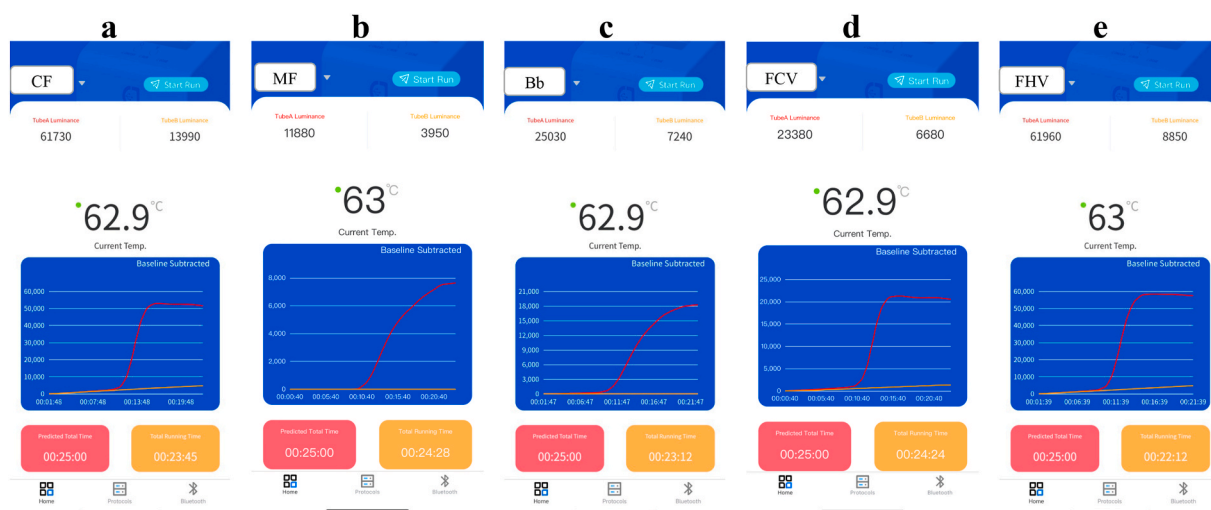 a
CF
Start Run
TubeA Luminance
TubeB Luminance
61730
13990
62.9°C
Current Temp.
Baseline Subtracted
60,000
50,000
40,000
30,000
20,000
10,000
0
00:01:48 00:07:48 00:13:48 00:19:48
Predicted Total Time
Total Running Time
00:25:00
00:23:45
Home
Protocols
Bluetooth
b
MF
Start Run
TubeA Luminance
TubeB Luminance
11880
3950
63°C
Current Temp.
Baseline Subtracted
8,000
6,000
4,000
2,000
0
00:00:40 00:05:40 00:10:40 00:15:40 00:20:40
Predicted Total Time
Total Running Time
00:25:00
00:24:28
Home
Protocols
Bluetooth
c
Bb
Start Run
TubeA Luminance
TubeB Luminance
25030
7240
62.9°C
Current Temp.
Baseline Subtracted
21,000
18,000
15,000
12,000
9,000
6,000
3,000
0
00:01:47 00:06:47 00:11:47 00:16:47 00:21:47
Predicted Total Time
Total Running Time
00:25:00
00:23:12
Home
Protocols
Bluetooth
d
FCV
Start Run
TubeA Luminance
TubeB Luminance
23380
6680
62.9°C
Current Temp.
Baseline Subtracted
25,000
20,000
15,000
10,000
5,000
0
00:00:40 00:05:40 00:10:40 00:15:40 00:20:40
Predicted Total Time
Total Running Time
00:25:00
00:24:24
Home
Protocols
Bluetooth
e
FHV
Start Run
TubeA Luminance
TubeB Luminance
61960
8850
63°C
Current Temp.
Baseline Subtracted
60,000
50,000
40,000
30,000
20,000
10,000
0
00:01:39 00:06:39 00:11:39 00:16:39 00:21:39
Predicted Total Time
Total Running Time
00:25:00
00:22:12
Home
Protocols
Bluetooth